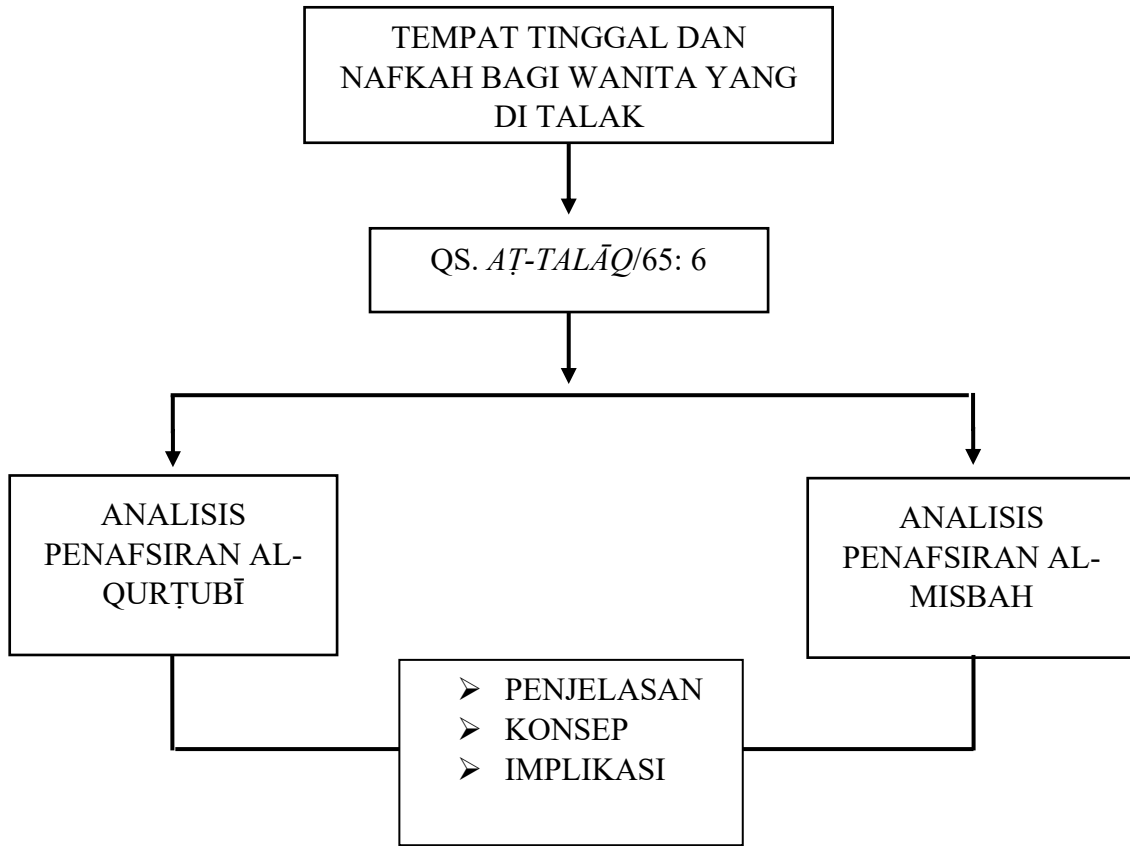 TEMPAT TINGGAL DAN
NAFKAH BAGI WANITA YANG
DI TALAK
QS. AṬ-TALĀQ/65: 6
ANALISIS
PENAFSIRAN AL-
QURṬUBĪ
ANALISIS
PENAFSIRAN AL-
MISBAH
➢ PENJELASAN
➢ KONSEP
➢ IMPLIKASI